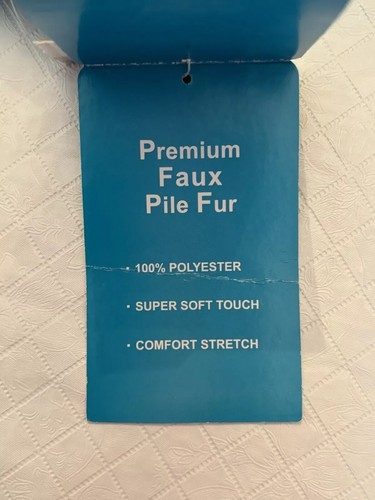 Premium
Faux
Pile Fur
• 100% POLYESTER
• SUPER SOFT TOUCH
• COMFORT STRETCH